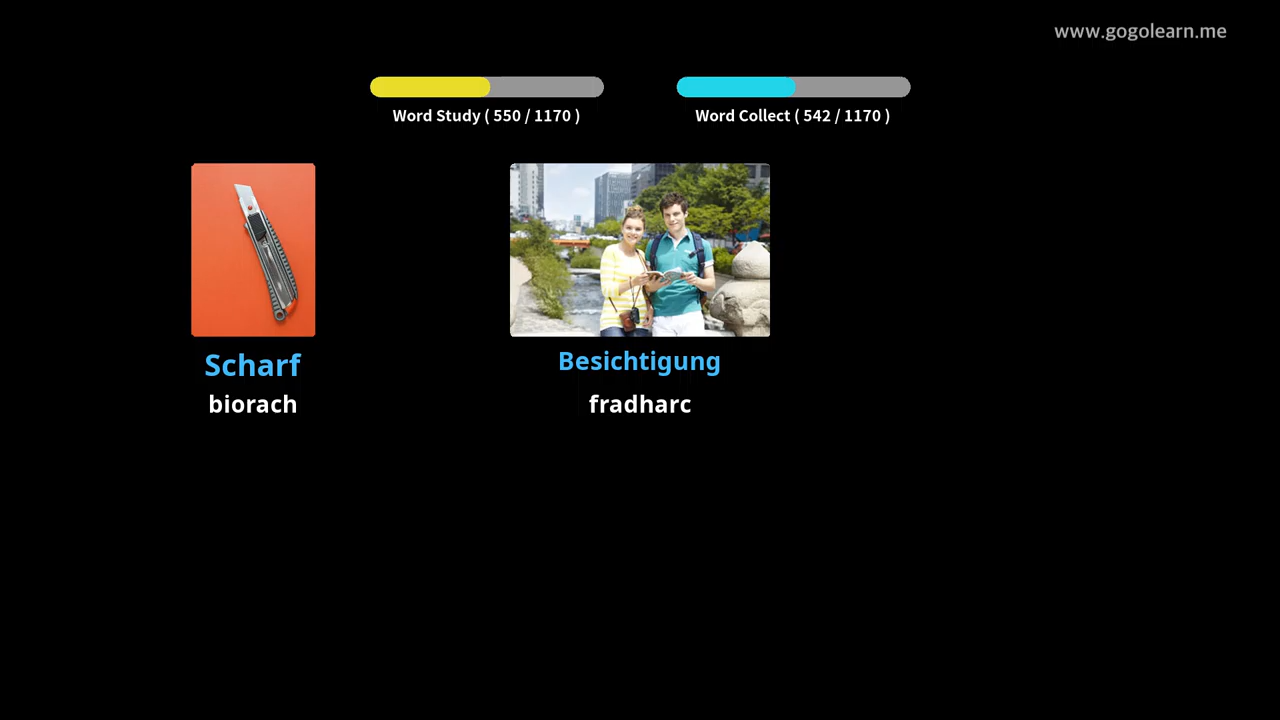 www.gogolearn.me
Word Study ( 550 / 1170 )
Word Collect ( 542 / 1170 )
Scharf
biorach
Besichtigung
fradharc